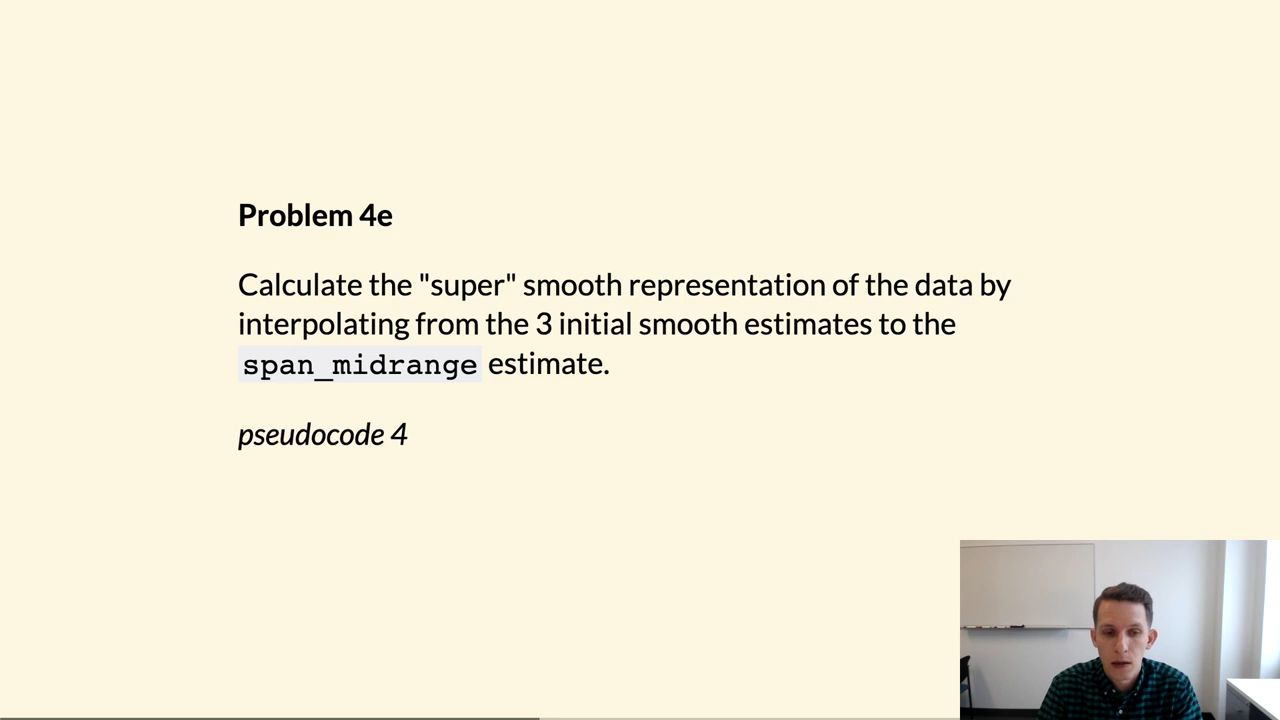 Problem 4e
Calculate the "super" smooth representation of the data by
interpolating from the 3 initial smooth estimates to the
span_midrange estimate.
pseudocode 4